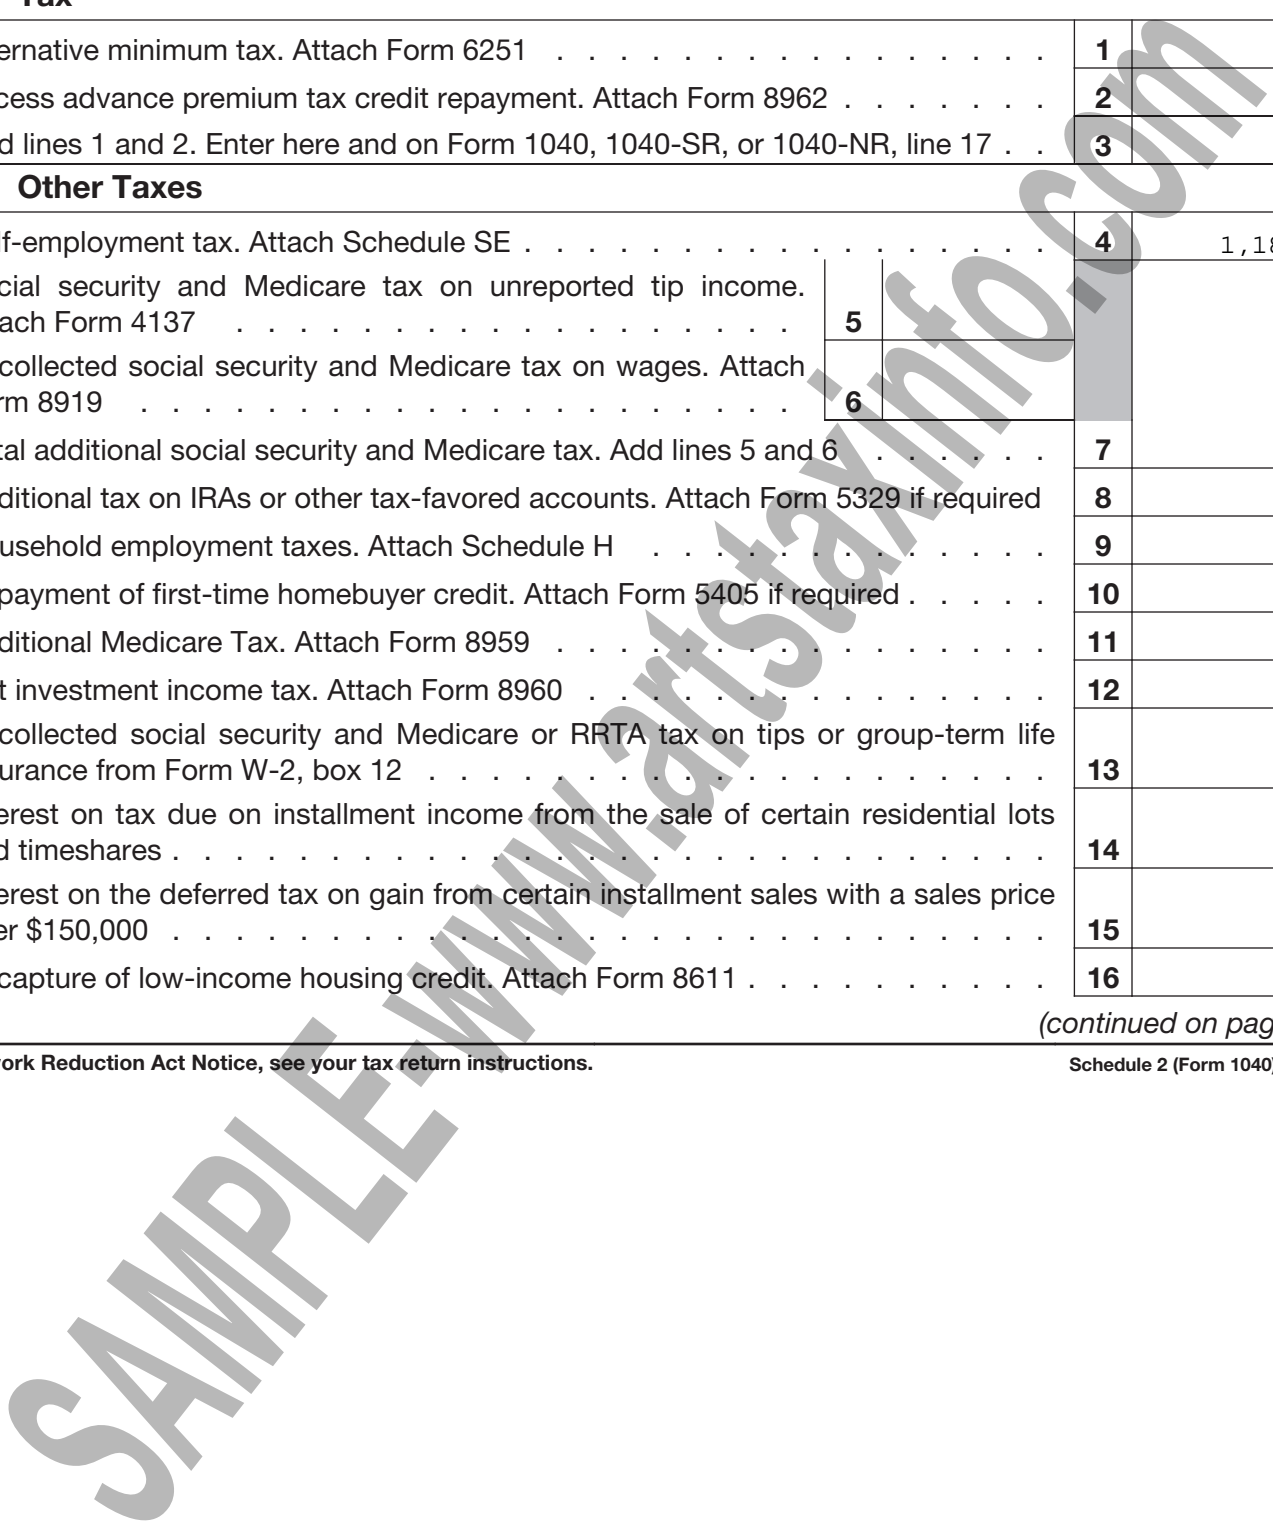 Tax
ernative minimum tax. Attach Form 6251 . . . . . . . . . . . . . . . . 1
cess advance premium tax credit repayment. Attach Form 8962 . . . . . . . 2
d lines 1 and 2. Enter here and on Form 1040, 1040-SR, or 1040-NR, line 17 . . 3
Other Taxes
lf-employment tax. Attach Schedule SE . . . . . . . . . . . . . . . . . 4 1,18
cial security and Medicare tax on unreported tip income.
ach Form 4137 . . . . . . . . . . . . . . . . . . 5
collected social security and Medicare tax on wages. Attach
rm 8919 . . . . . . . . . . . . . . . . . . . . . 6
tal additional social security and Medicare tax. Add lines 5 and 6 . . . . . . 7
ditional tax on IRAs or other tax-favored accounts. Attach Form 5329 if required 8
usehold employment taxes. Attach Schedule H . . . . . . . . . . . . . 9
payment of first-time homebuyer credit. Attach Form 5405 if required . . . . . 10
ditional Medicare Tax. Attach Form 8959 . . . . . . . . . . . . . . . . 11
t investment income tax. Attach Form 8960 . . . . . . . . . . . . . . . 12
collected social security and Medicare or RRTA tax on tips or group-term life
urance from Form W-2, box 12 . . . . . . . . . . . . . . . . . . . . 13
erest on tax due on installment income from the sale of certain residential lots
d timeshares . . . . . . . . . . . . . . . . . . . . . . . . . . . . 14
erest on the deferred tax on gain from certain installment sales with a sales price
er $150,000 . . . . . . . . . . . . . . . . . . . . . . . . . . . . 15
capture of low-income housing credit. Attach Form 8611 . . . . . . . . . . 16
(continued on pag
ork Reduction Act Notice, see your tax return instructions. Schedule 2 (Form 1040)
SAMPLE-www.artstaxinfo.com